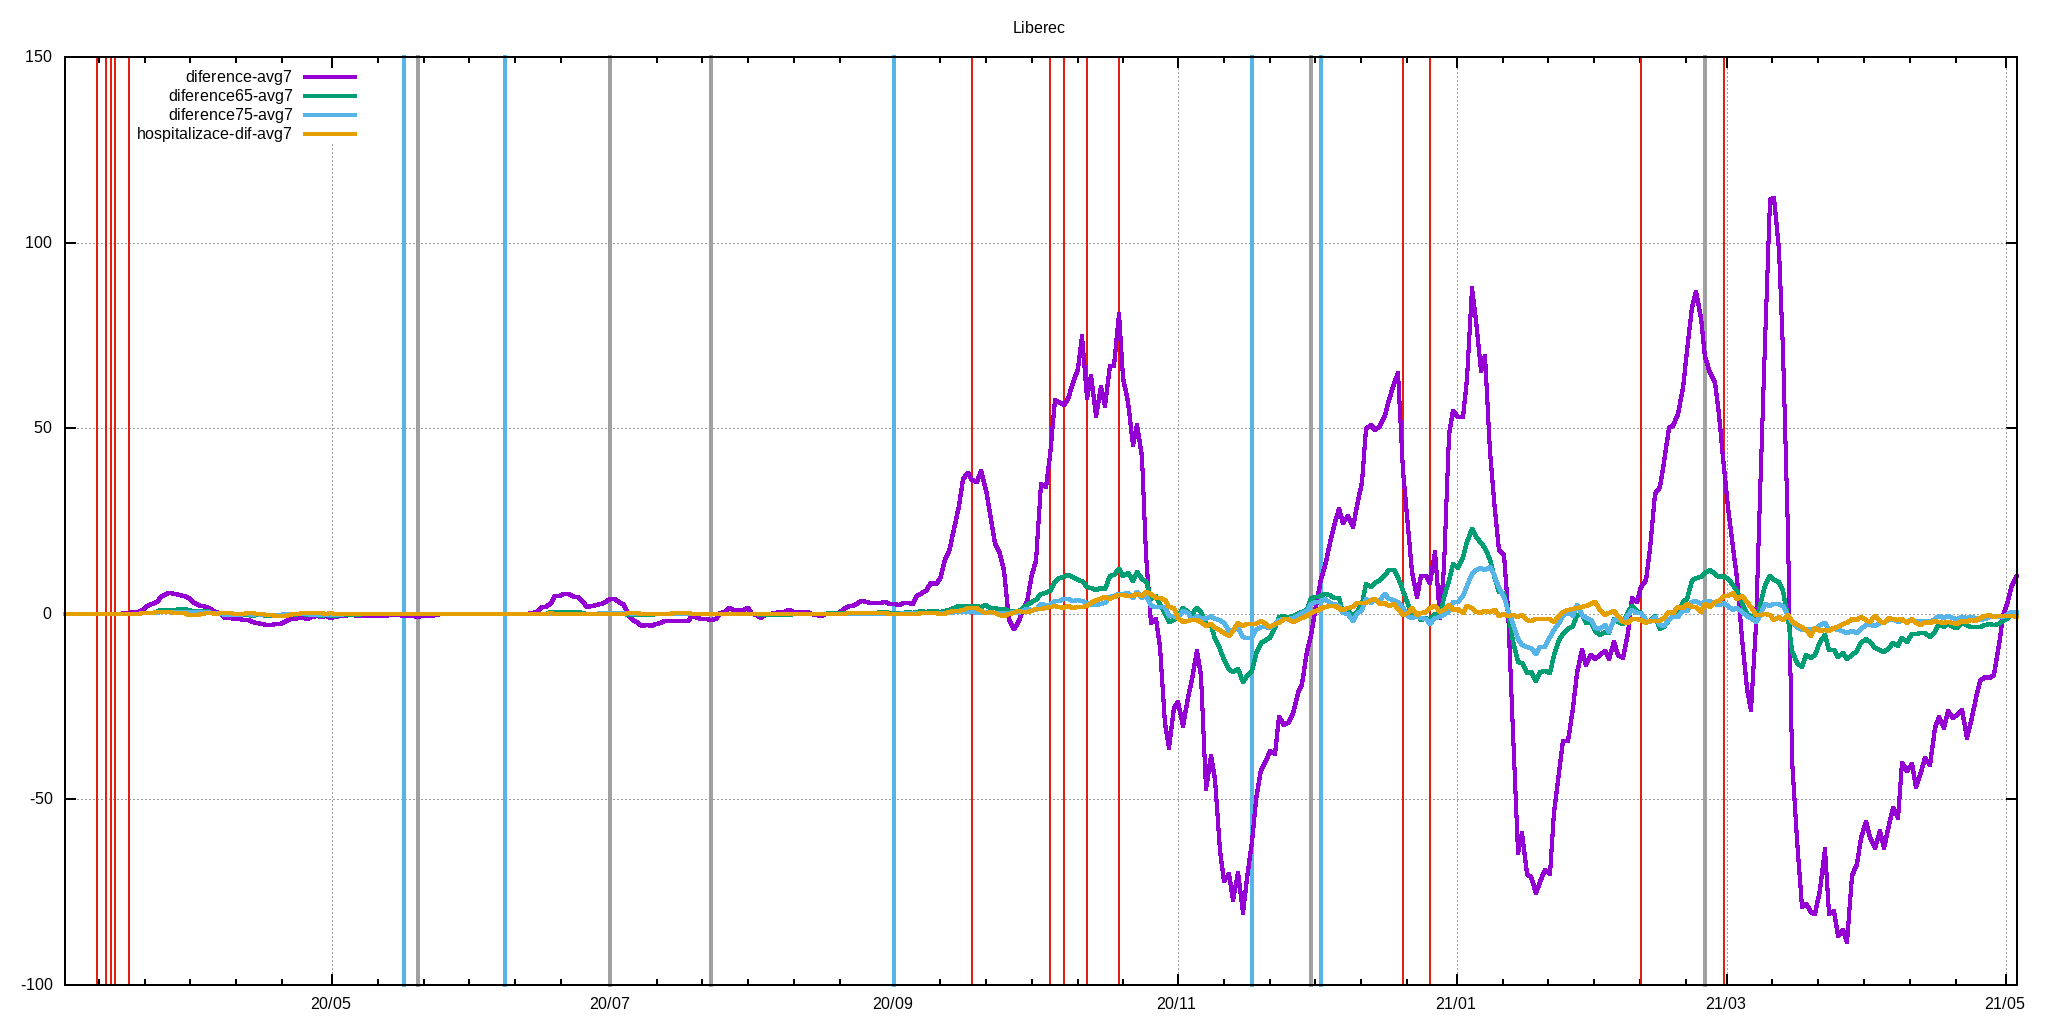 Liberec
150
100
50
0
-50
-100
diference-avg7
diference65-avg7
diference75-avg7
hospitalizace-dif-avg7
20/05 20/07 20/09 20/11 21/01 21/03 21/05